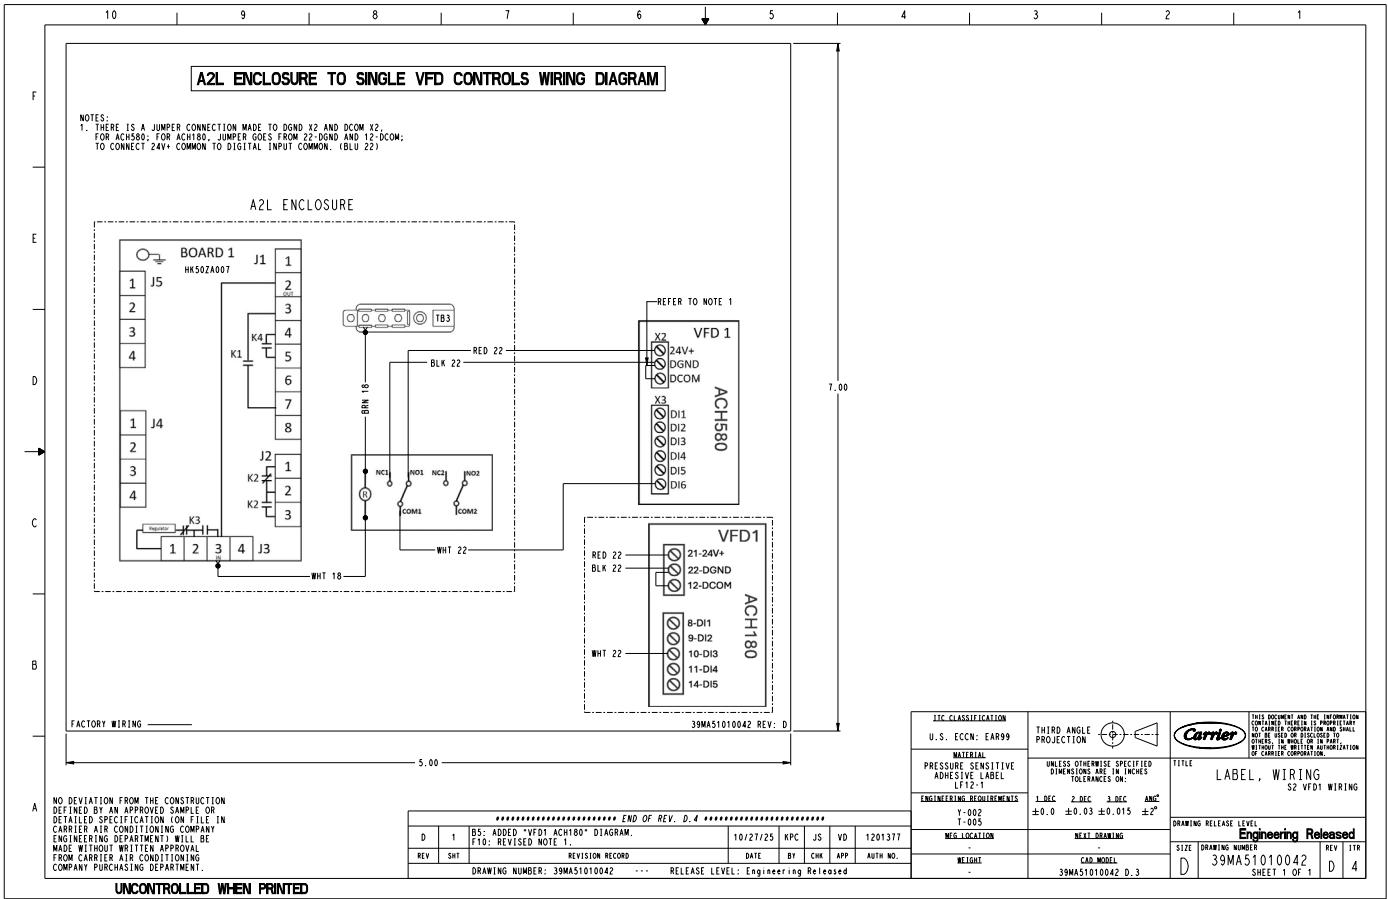 10 9 8 7 6 5 4 3 2 1
F
E
D
C
B
A
A2L ENCLOSURE TO SINGLE VFD CONTROLS WIRING DIAGRAM
NOTES:
1. THERE IS A JUMPER CONNECTION MADE TO DGND X2 AND DCOM X2,
FOR ACH580; FOR ACH180, JUMPER GOES FROM 22-DGND AND 12-DCOM;
TO CONNECT 24V+ COMMON TO DIGITAL INPUT COMMON. (BLU 22)
A2L ENCLOSURE
BOARD 1
HK50ZA007
J5
1
2
3
4
J4
1
2
3
4
J1
1
2
OUT
3
4
5
6
7
8
K4
K1
J2
1
2
3
K2
K2
Regulator
K3
1 2 3 4 J3
IN
WHT 18
TB3
BRN 18
RED 22
BLK 22
R
NC1 NO1 NC2 NO2
COM1 COM2
WHT 22
REFER TO NOTE 1
VFD 1
X2
24V+
DGND
DCOM
X3
DI1
DI2
DI3
DI4
DI5
DI6
ACH580
VFD1
RED 22
BLK 22
21-24V+
22-DGND
12-DCOM
8-DI1
9-DI2
WHT 22
10-DI3
11-DI4
14-DI5
ACH180
7.00
5.00
FACTORY WIRING
39MA51010042 REV: D
NO DEVIATION FROM THE CONSTRUCTION
DEFINED BY AN APPROVED SAMPLE OR
DETAILED SPECIFICATION (ON FILE IN
CARRIER AIR CONDITIONING COMPANY
ENGINEERING DEPARTMENT) WILL BE
MADE WITHOUT WRITTEN APPROVAL
FROM CARRIER AIR CONDITIONING
COMPANY PURCHASING DEPARTMENT.
UNCONTROLLED WHEN PRINTED
END OF REV. D.4
D 1 B5: ADDED "VFD1 ACH180" DIAGRAM.
F10: REVISED NOTE 1.
10/27/25 KPC JS VD 1201377
REV SHT REVISION RECORD DATE BY CHK APP AUTH NO.
DRAWING NUMBER: 39MA51010042 --- RELEASE LEVEL: Engineering Released
ITC CLASSIFICATION
U.S. ECCN: EAR99
MATERIAL
PRESSURE SENSITIVE
ADHESIVE LABEL
LF12-1
ENGINEERING REQUIREMENTS
Y-002
T-005
MFG LOCATION
-
WEIGHT
-
THIRD ANGLE
PROJECTION
UNLESS OTHERWISE SPECIFIED
DIMENSIONS ARE IN INCHES
TOLERANCES ON:
1 DEC 2 DEC 3 DEC ANG°
±0.0 ±0.03 ±0.015 ±2°
NEXT DRAWING
-
CAD MODEL
39MA51010042 D.3
Carrier
THIS DOCUMENT AND THE INFORMATION
CONTAINED THEREIN IS PROPRIETARY
TO CARRIER CORPORATION AND SHALL
NOT BE USED OR DISCLOSED TO
OTHERS, IN WHOLE OR IN PART,
WITHOUT THE WRITTEN AUTHORIZATION
OF CARRIER CORPORATION.
TITLE
LABEL, WIRING
S2 VFD1 WIRING
DRAWING RELEASE LEVEL
Engineering Released
SIZE DRAWING NUMBER REV ITR
D 39MA51010042 D 4
SHEET 1 OF 1